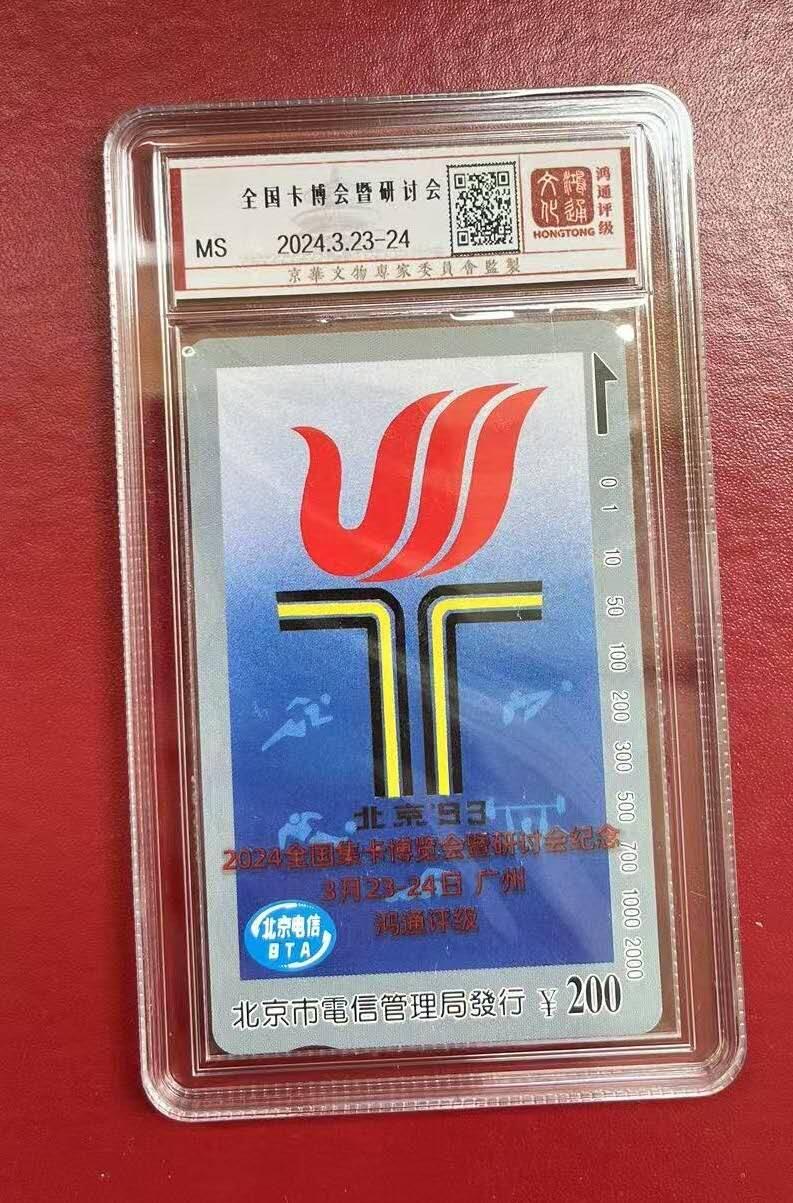 全国卡博会暨研讨会
MS 2024.3.23-24
京華文物專家委員會監製
鸿通文化
HONGTONG
鸿通评级
0 1 10 50 100 200 300 500 700 1000 2000
北京'93
2024全国集卡博览会暨研讨会纪念
3月23-24日 广州
鸿通评级
北京电信
BTA
北京市電信管理局發行 ¥ 200